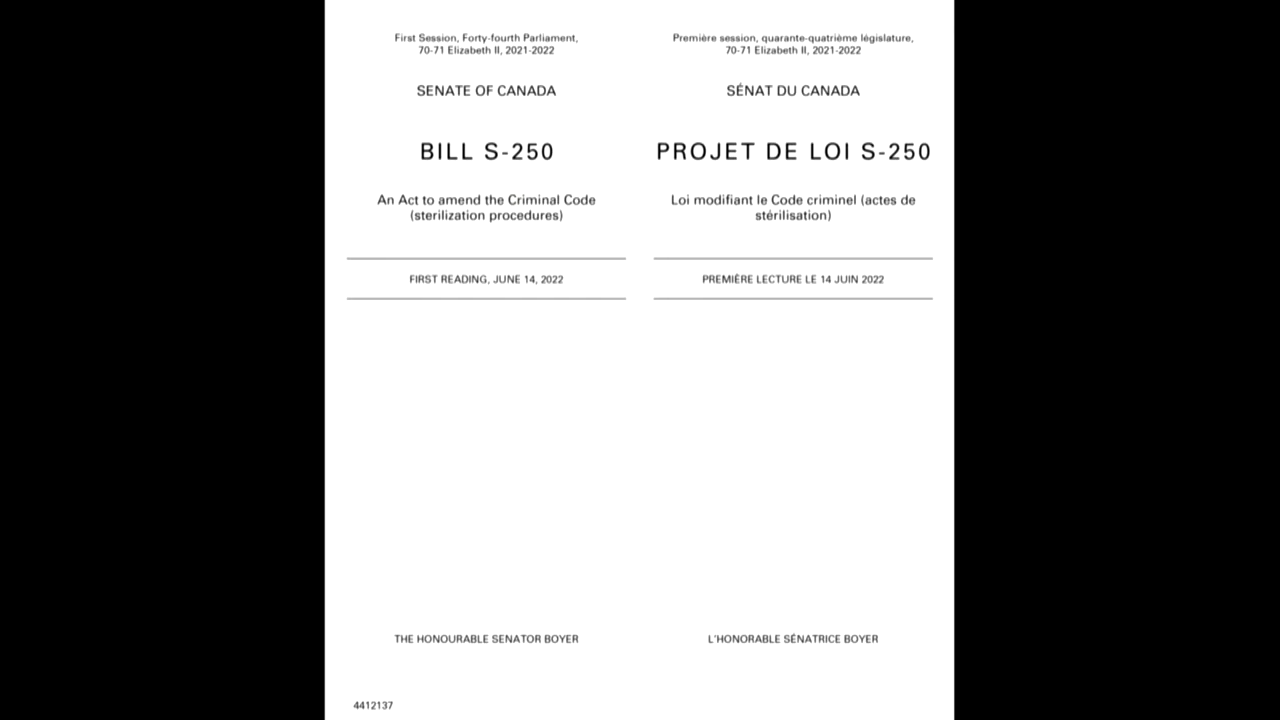 First Session, Forty-fourth Parliament,
70-71 Elizabeth II, 2021-2022
SENATE OF CANADA
BILL S-250
An Act to amend the Criminal Code
(sterilization procedures)
FIRST READING, JUNE 14, 2022
THE HONOURABLE SENATOR BOYER
4412137
Première session, quarante-quatrième législature,
70-71 Elizabeth II, 2021-2022
SÉNAT DU CANADA
PROJET DE LOI S-250
Loi modifiant le Code criminel (actes de
stérilisation)
PREMIÈRE LECTURE LE 14 JUIN 2022
L'HONORABLE SÉNATRICE BOYER